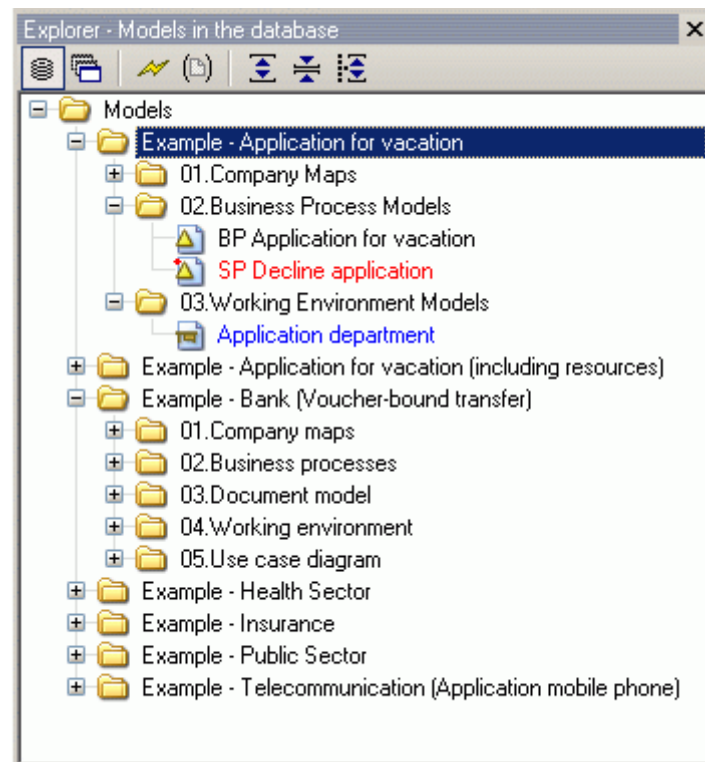 Explorer - Models in the database
Models
Example - Application for vacation
01.Company Maps
02.Business Process Models
BP Application for vacation
SP Decline application
03.Working Environment Models
Application department
Example - Application for vacation (including resources)
Example - Bank (Voucher-bound transfer)
01.Company maps
02.Business processes
03.Document model
04.Working environment
05.Use case diagram
Example - Health Sector
Example - Insurance
Example - Public Sector
Example - Telecommunication (Application mobile phone)